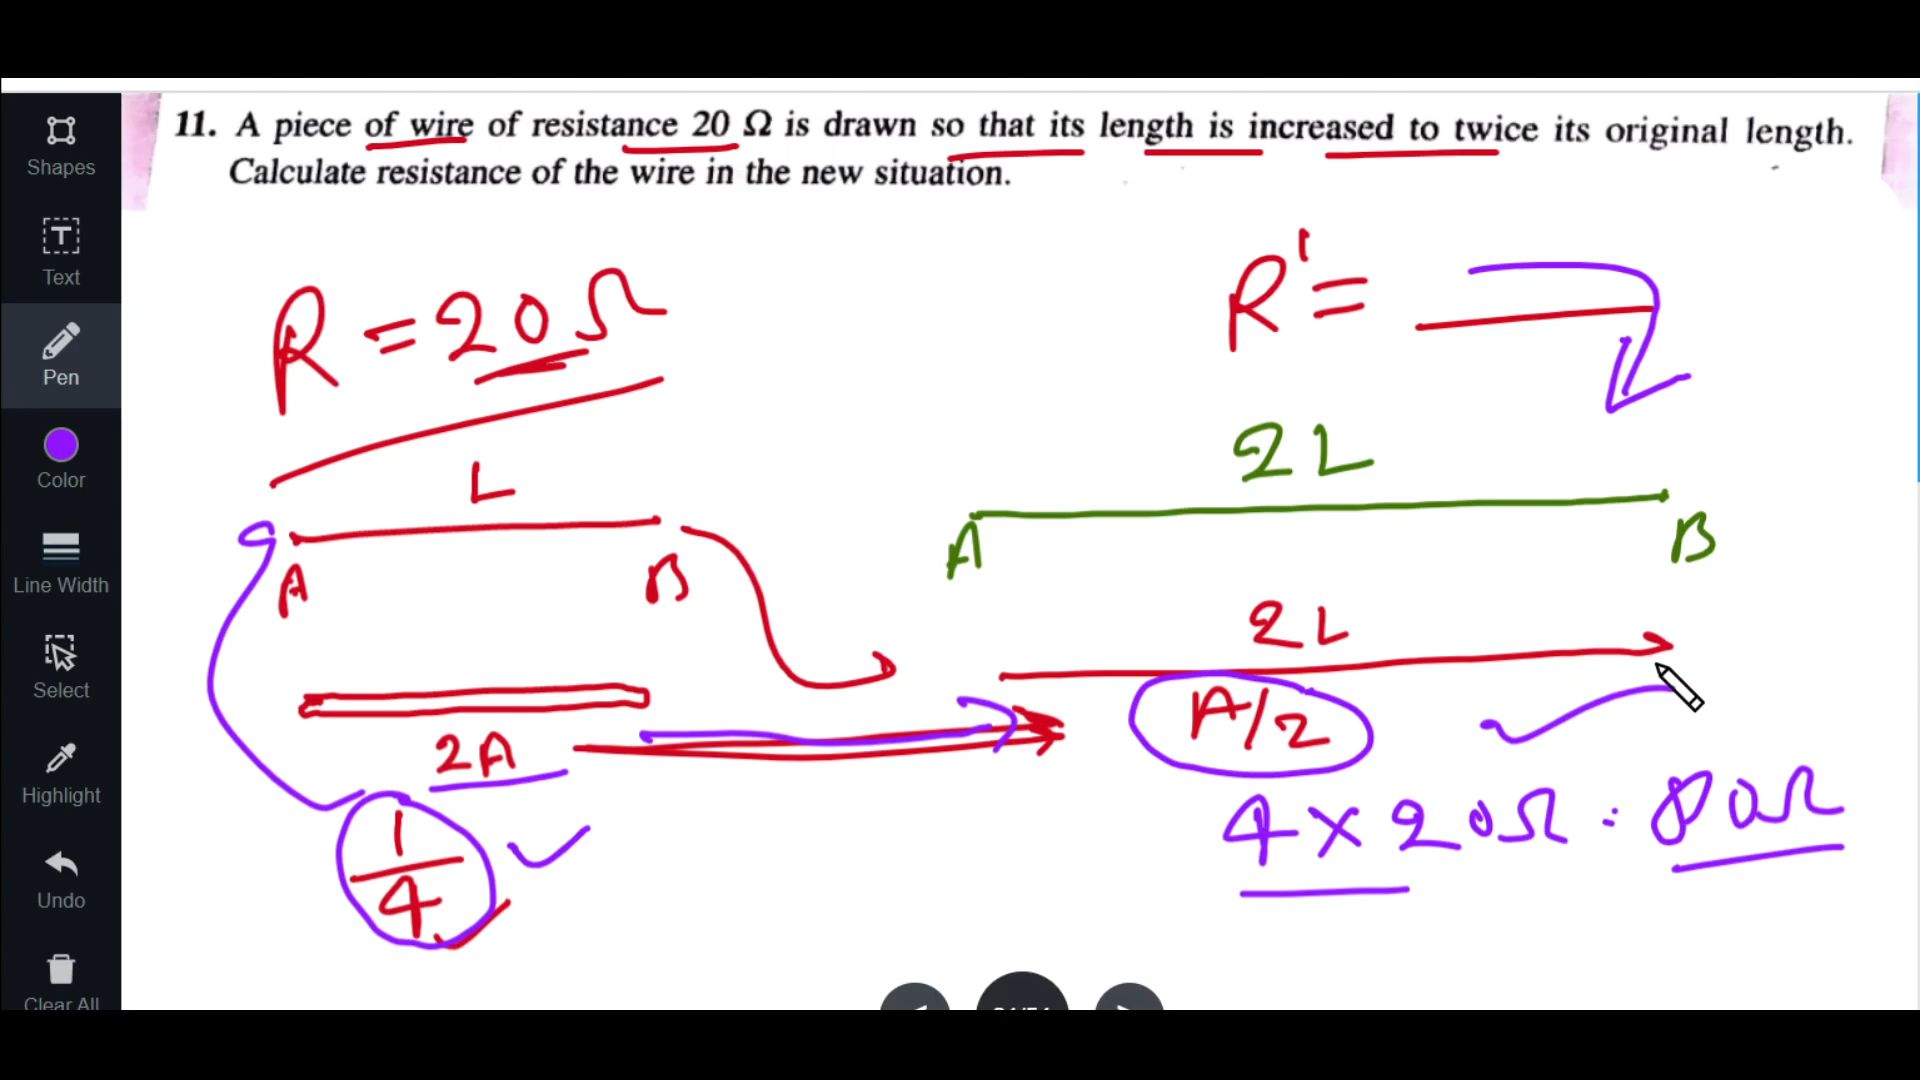 11. A piece of wire of resistance 20 Ω is drawn so that its length is increased to twice its original length.
Calculate resistance of the wire in the new situation.
Shapes
Text
Pen
Color
Line Width
Select
Highlight
Undo
Clear All
R = 20 Ω
L
A B
2A
1
4
R' =
2L
A B
2L
A/2
4 × 20Ω = 80Ω